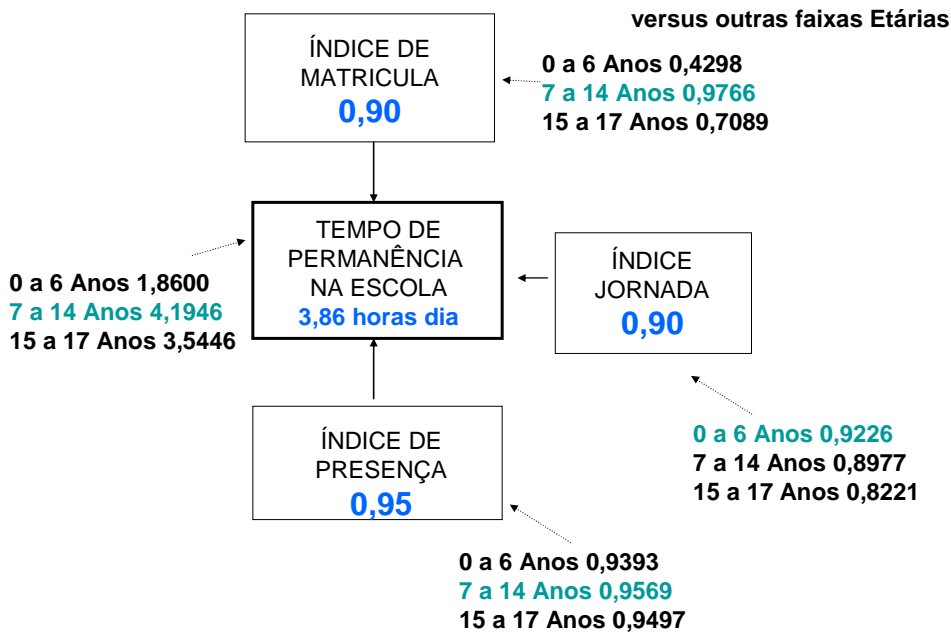 versus outras faixas Etárias
ÍNDICE DE
MATRICULA
0,90
0 a 6 Anos 0,4298
7 a 14 Anos 0,9766
15 a 17 Anos 0,7089
TEMPO DE
PERMANÊNCIA
NA ESCOLA
3,86 horas dia
0 a 6 Anos 1,8600
7 a 14 Anos 4,1946
15 a 17 Anos 3,5446
ÍNDICE
JORNADA
0,90
0 a 6 Anos 0,9226
7 a 14 Anos 0,8977
15 a 17 Anos 0,8221
ÍNDICE DE
PRESENÇA
0,95
0 a 6 Anos 0,9393
7 a 14 Anos 0,9569
15 a 17 Anos 0,9497